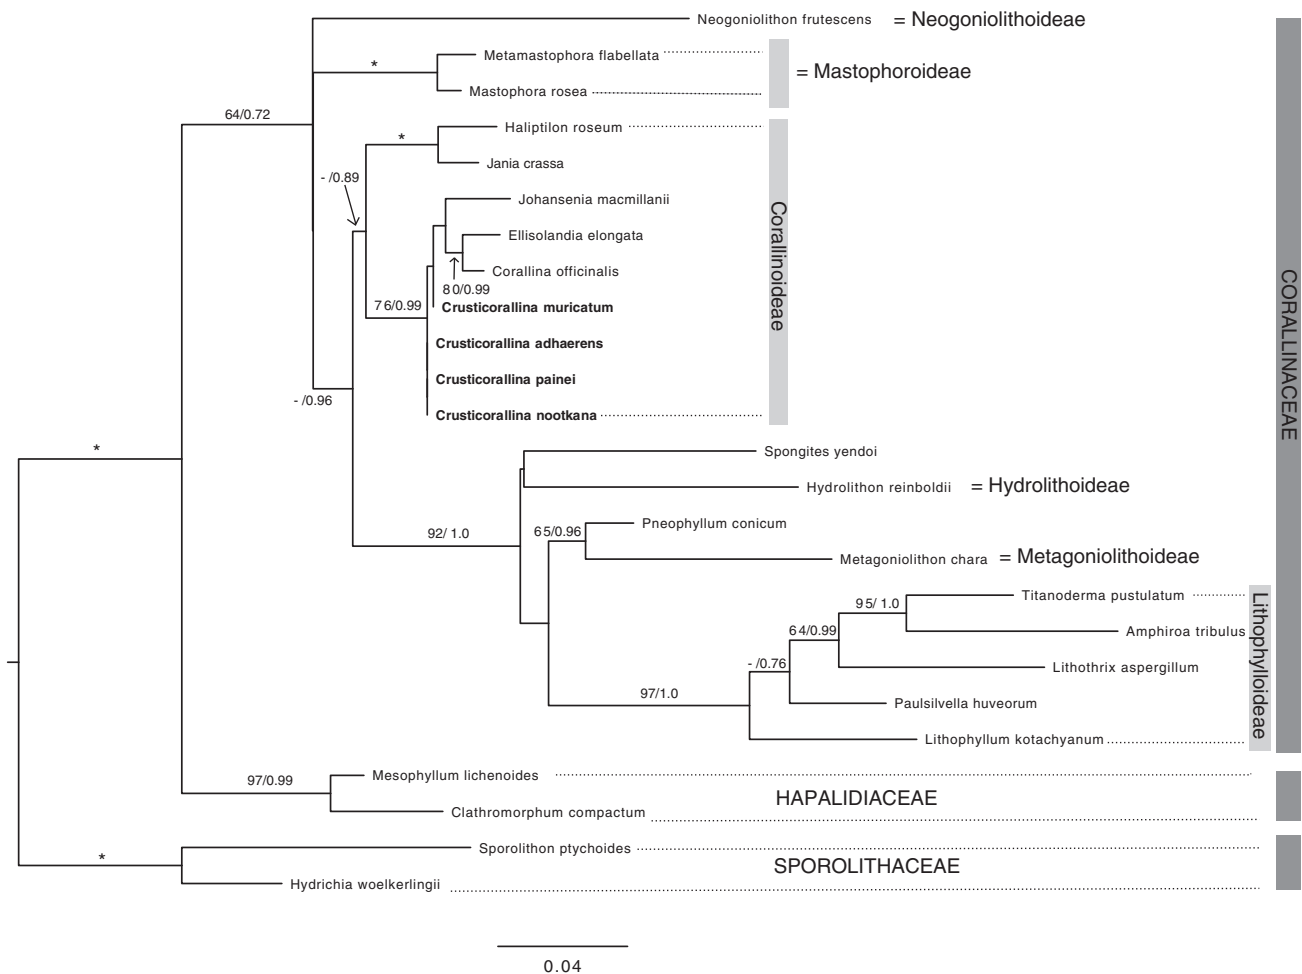 Neogoniolithon frutescens = Neogoniolithoideae
Metamastophora flabellata
*
= Mastophoroideae
Mastophora rosea
64/0.72
Haliptilon roseum
*
Jania crassa
- /0.89
Johansenia macmillanii
Ellisolandia elongata
Corallina officinalis
80/0.99
76/0.99
Crusticorallina muricatum
Crusticorallina adhaerens
Crusticorallina painei
- /0.96
Crusticorallina nootkana
Corallinoideae
*
Spongites yendoi
Hydrolithon reinboldii = Hydrolithoideae
92/ 1.0
65/0.96
Pneophyllum conicum
Metagoniolithon chara = Metagoniolithoideae
Titanoderma pustulatum
95/ 1.0
Amphiroa tribulus
64/0.99
Lithothrix aspergillum
- /0.76
97/1.0
Paulsilvella huveorum
Lithophyllum kotachyanum
Lithophylloideae
CORALLINACEAE
Mesophyllum lichenoides
97/0.99
HAPALIDIACEAE
Clathromorphum compactum
Sporolithon ptychoides
*
SPOROLITHACEAE
Hydrichia woelkerlingii
0.04